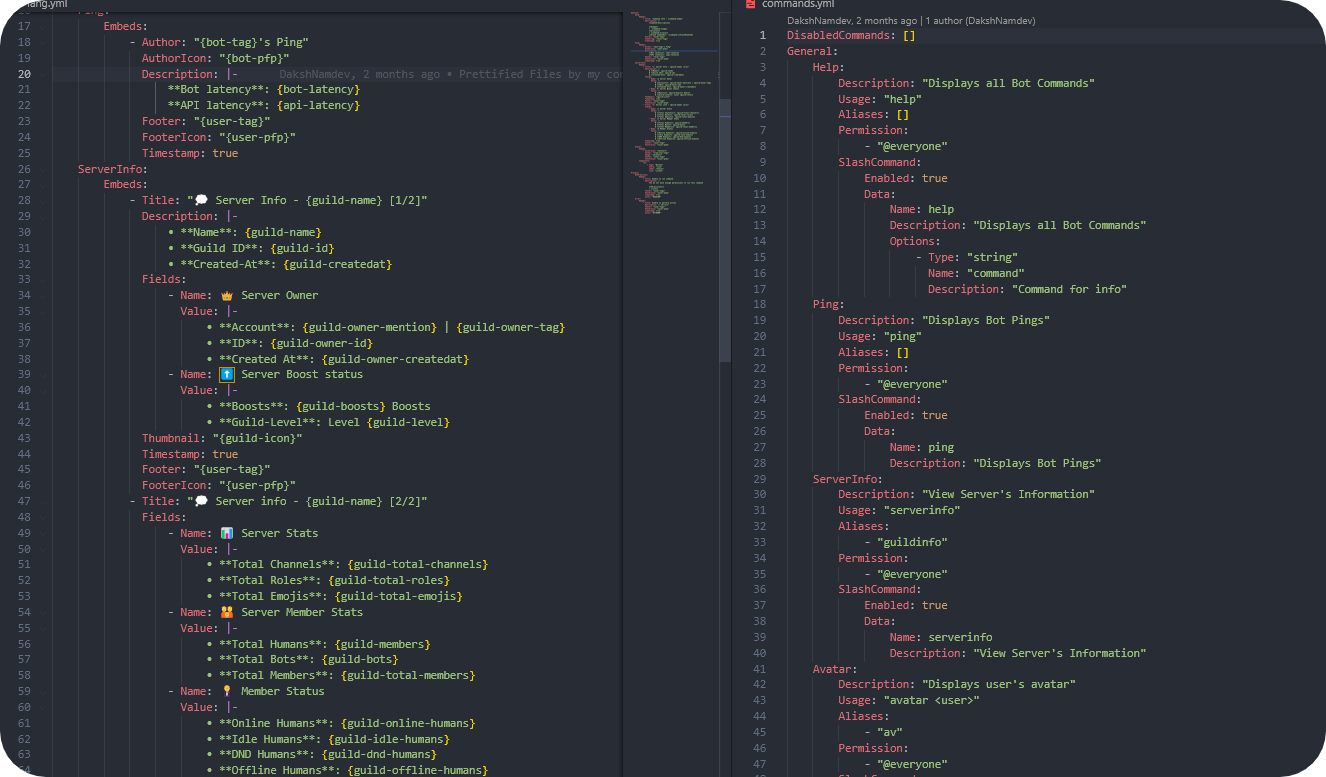 lang.yml
17 Embeds:
18 - Author: "{bot-tag}'s Ping"
19 AuthorIcon: "{bot-pfp}"
20 Description: |- DakshNamdev, 2 months ago • Prettified Files by my
21 **Bot latency**: {bot-latency}
22 **API latency**: {api-latency}
23 Footer: "{user-tag}"
24 FooterIcon: "{user-pfp}"
25 Timestamp: true
26 ServerInfo:
27 Embeds:
28 - Title: "💭 Server Info - {guild-name} [1/2]"
29 Description: |-
30 • **Name**: {guild-name}
31 • **Guild ID**: {guild-id}
32 • **Created-At**: {guild-createdat}
33 Fields:
34 - Name: 👑 Server Owner
35 Value: |-
36 • **Account**: {guild-owner-mention} | {guild-owner-tag}
37 • **ID**: {guild-owner-id}
38 • **Created At**: {guild-owner-createdat}
39 - Name: Server Boost status
40 Value: |-
41 • **Boosts**: {guild-boosts} Boosts
42 • **Guild-Level**: Level {guild-level}
43 Thumbnail: "{guild-icon}"
44 Timestamp: true
45 Footer: "{user-tag}"
46 FooterIcon: "{user-pfp}"
47 - Title: "💭 Server info - {guild-name} [2/2]"
48 Fields:
49 - Name: 📊 Server Stats
50 Value: |-
51 • **Total Channels**: {guild-total-channels}
52 • **Total Roles**: {guild-total-roles}
53 • **Total Emojis**: {guild-total-emojis}
54 - Name: Server Member Stats
55 Value: |-
56 • **Total Humans**: {guild-members}
57 • **Total Bots**: {guild-bots}
58 • **Total Members**: {guild-total-members}
59 - Name: Member Status
60 Value: |-
61 • **Online Humans**: {guild-online-humans}
62 • **Idle Humans**: {guild-idle-humans}
63 • **DND Humans**: {guild-dnd-humans}
64 • **Offline Humans**: {guild-offline-humans}
commands.yml
DakshNamdev, 2 months ago | 1 author (DakshNamdev)
1 DisabledCommands: []
2 General:
3 Help:
4 Description: "Displays all Bot Commands"
5 Usage: "help"
6 Aliases: []
7 Permission:
8 - "@everyone"
9 SlashCommand:
10 Enabled: true
11 Data:
12 Name: help
13 Description: "Displays all Bot Commands"
14 Options:
15 - Type: "string"
16 Name: "command"
17 Description: "Command for info"
18 Ping:
19 Description: "Displays Bot Pings"
20 Usage: "ping"
21 Aliases: []
22 Permission:
23 - "@everyone"
24 SlashCommand:
25 Enabled: true
26 Data:
27 Name: ping
28 Description: "Displays Bot Pings"
29 ServerInfo:
30 Description: "View Server's Information"
31 Usage: "serverinfo"
32 Aliases:
33 - "guildinfo"
34 Permission:
35 - "@everyone"
36 SlashCommand:
37 Enabled: true
38 Data:
39 Name: serverinfo
40 Description: "View Server's Information"
41 Avatar:
42 Description: "Displays user's avatar"
43 Usage: "avatar <user>"
44 Aliases:
45 - "av"
46 Permission:
47 - "@everyone"